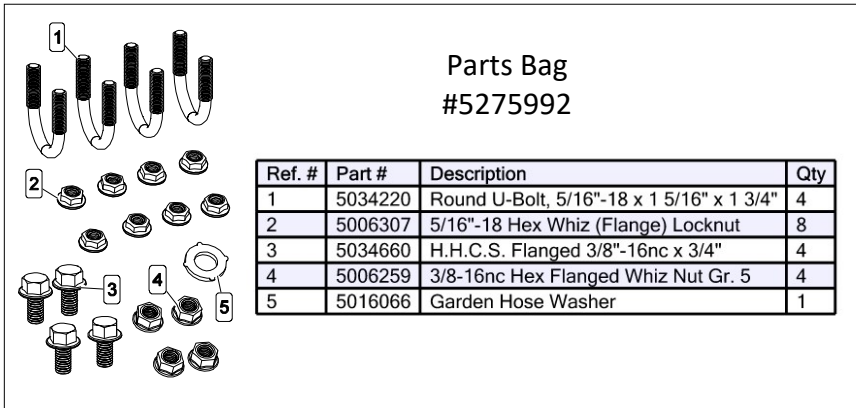 1
2
3
4
5
Parts Bag
#5275992
Ref. # Part # Description Qty
1 5034220 Round U-Bolt, 5/16"-18 x 1 5/16" x 1 3/4" 4
2 5006307 5/16"-18 Hex Whiz (Flange) Locknut 8
3 5034660 H.H.C.S. Flanged 3/8"-16nc x 3/4" 4
4 5006259 3/8-16nc Hex Flanged Whiz Nut Gr. 5 4
5 5016066 Garden Hose Washer 1